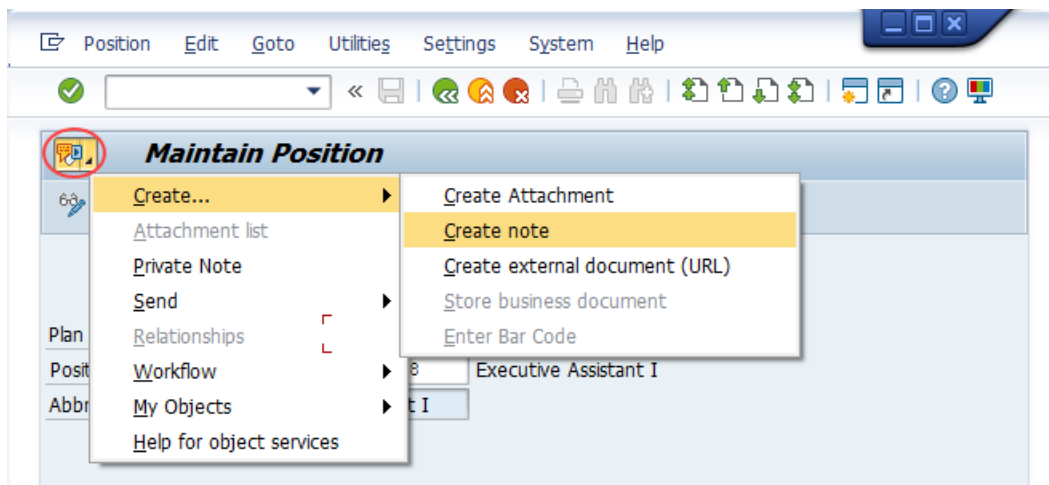 Position Edit Goto Utilities Settings System Help
Maintain Position
Create...
Attachment list
Private Note
Send
Relationships
Workflow
My Objects
Help for object services
Create Attachment
Create note
Create external document (URL)
Store business document
Enter Bar Code
Plan
Posit 8 Executive Assistant I
Abbr t I